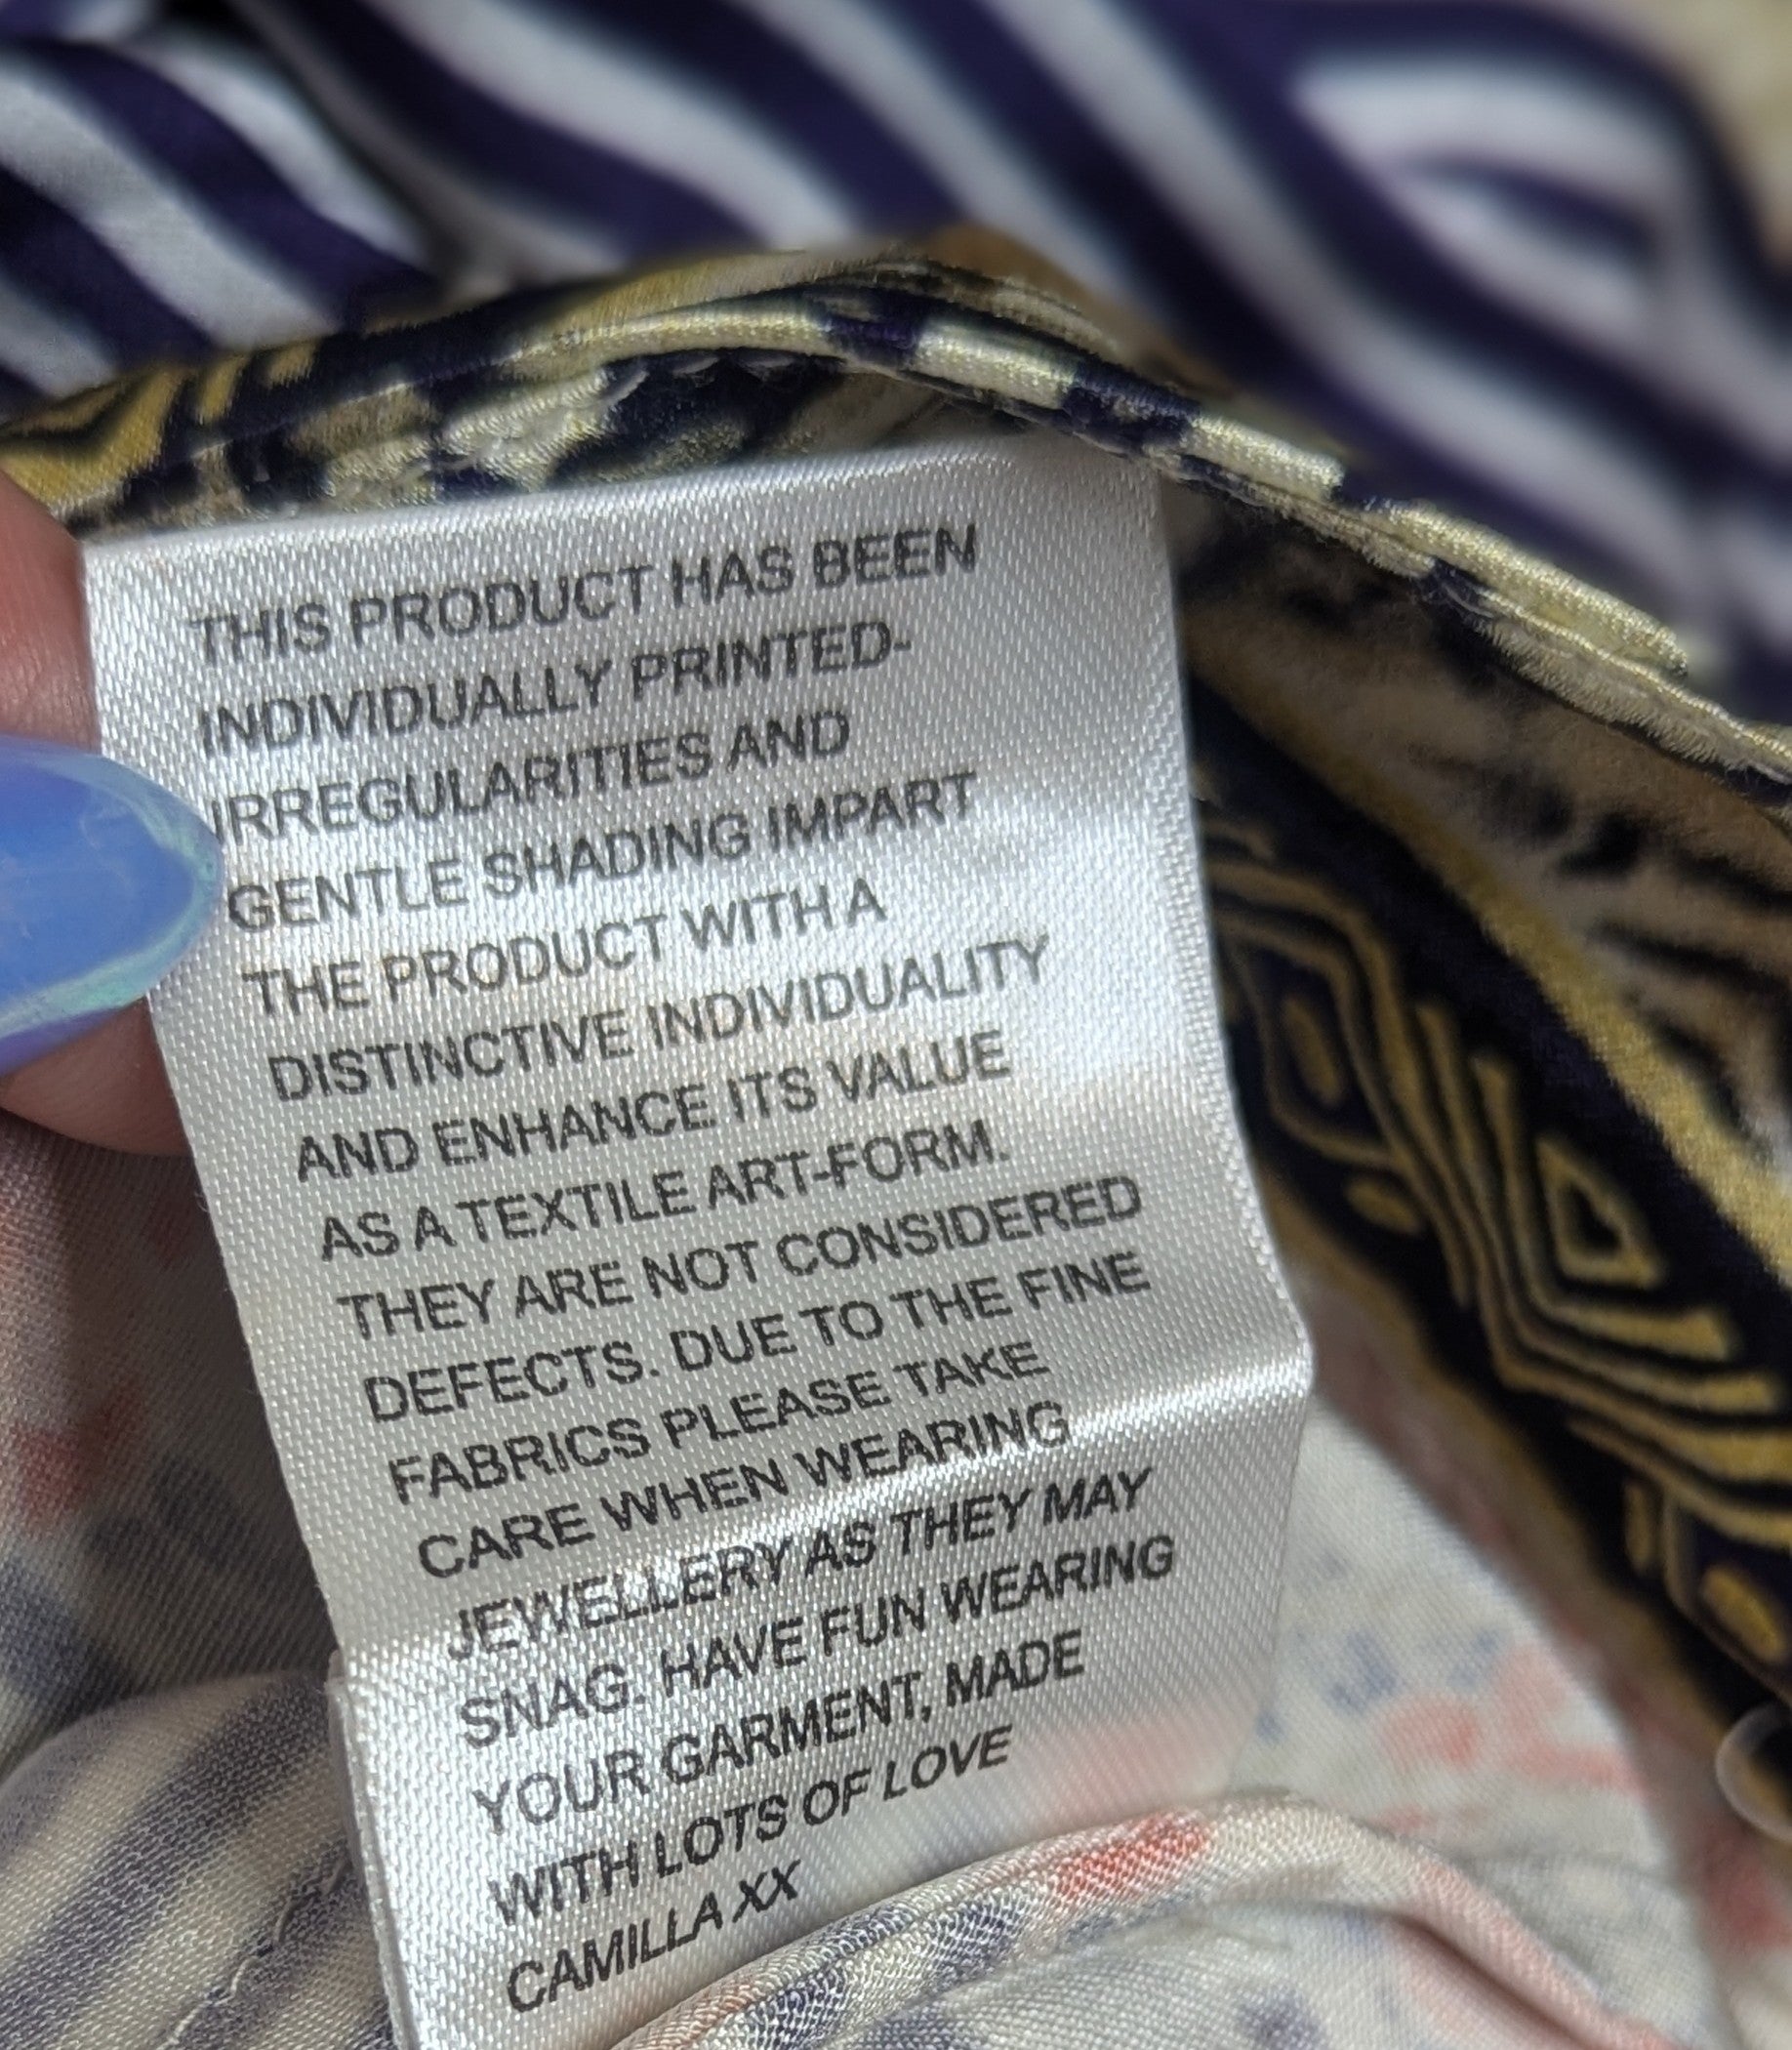 THIS PRODUCT HAS BEEN
INDIVIDUALLY PRINTED-
IRREGULARITIES AND
GENTLE SHADING IMPART
THE PRODUCT WITH A
DISTINCTIVE INDIVIDUALITY
AND ENHANCE ITS VALUE
AS A TEXTILE ART-FORM.
THEY ARE NOT CONSIDERED
DEFECTS. DUE TO THE FINE
FABRICS PLEASE TAKE
CARE WHEN WEARING
JEWELLERY AS THEY MAY
SNAG. HAVE FUN WEARING
YOUR GARMENT, MADE
WITH LOTS OF LOVE
CAMILLA XX